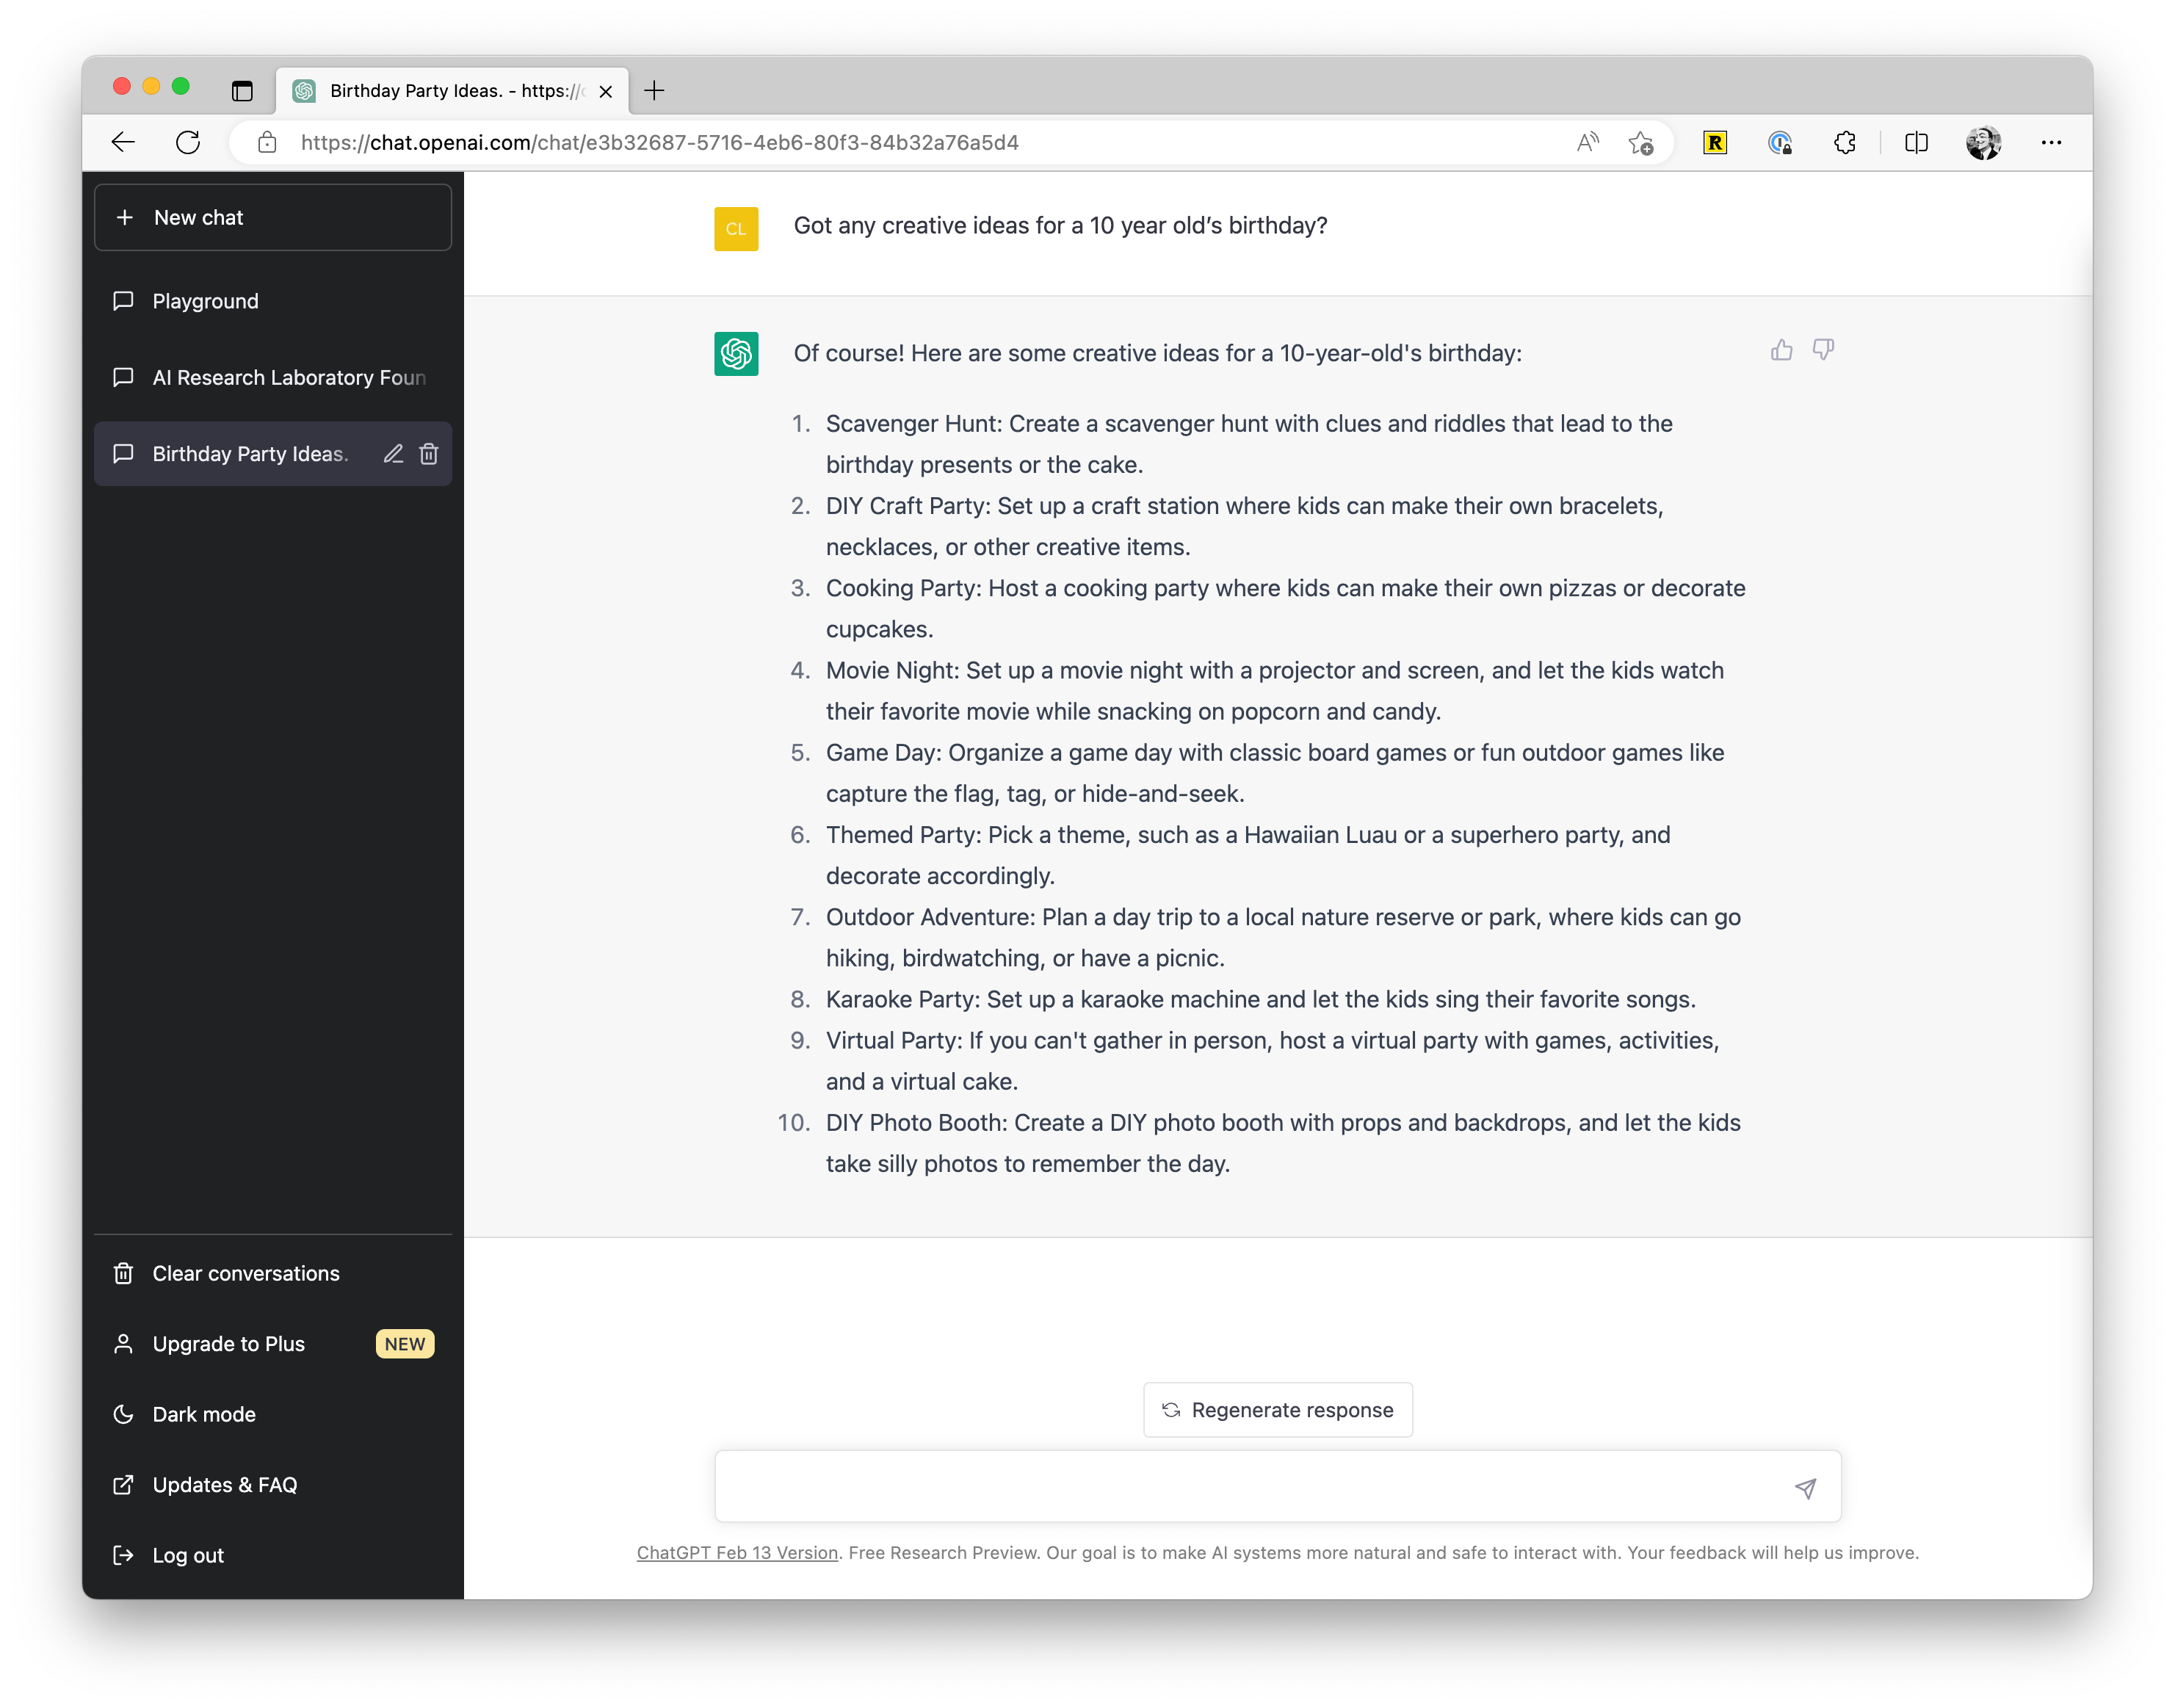 Birthday Party Ideas. - https://
https://chat.openai.com/chat/e3b32687-5716-4eb6-80f3-84b32a76a5d4
R
New chat
Playground
AI Research Laboratory Foun
Birthday Party Ideas.
Clear conversations
Upgrade to Plus NEW
Dark mode
Updates & FAQ
Log out
CL
Got any creative ideas for a 10 year old’s birthday?
Of course! Here are some creative ideas for a 10-year-old's birthday:
1. Scavenger Hunt: Create a scavenger hunt with clues and riddles that lead to the
birthday presents or the cake.
2. DIY Craft Party: Set up a craft station where kids can make their own bracelets,
necklaces, or other creative items.
3. Cooking Party: Host a cooking party where kids can make their own pizzas or decorate
cupcakes.
4. Movie Night: Set up a movie night with a projector and screen, and let the kids watch
their favorite movie while snacking on popcorn and candy.
5. Game Day: Organize a game day with classic board games or fun outdoor games like
capture the flag, tag, or hide-and-seek.
6. Themed Party: Pick a theme, such as a Hawaiian Luau or a superhero party, and
decorate accordingly.
7. Outdoor Adventure: Plan a day trip to a local nature reserve or park, where kids can go
hiking, birdwatching, or have a picnic.
8. Karaoke Party: Set up a karaoke machine and let the kids sing their favorite songs.
9. Virtual Party: If you can't gather in person, host a virtual party with games, activities,
and a virtual cake.
10. DIY Photo Booth: Create a DIY photo booth with props and backdrops, and let the kids
take silly photos to remember the day.
Regenerate response
ChatGPT Feb 13 Version. Free Research Preview. Our goal is to make AI systems more natural and safe to interact with. Your feedback will help us improve.